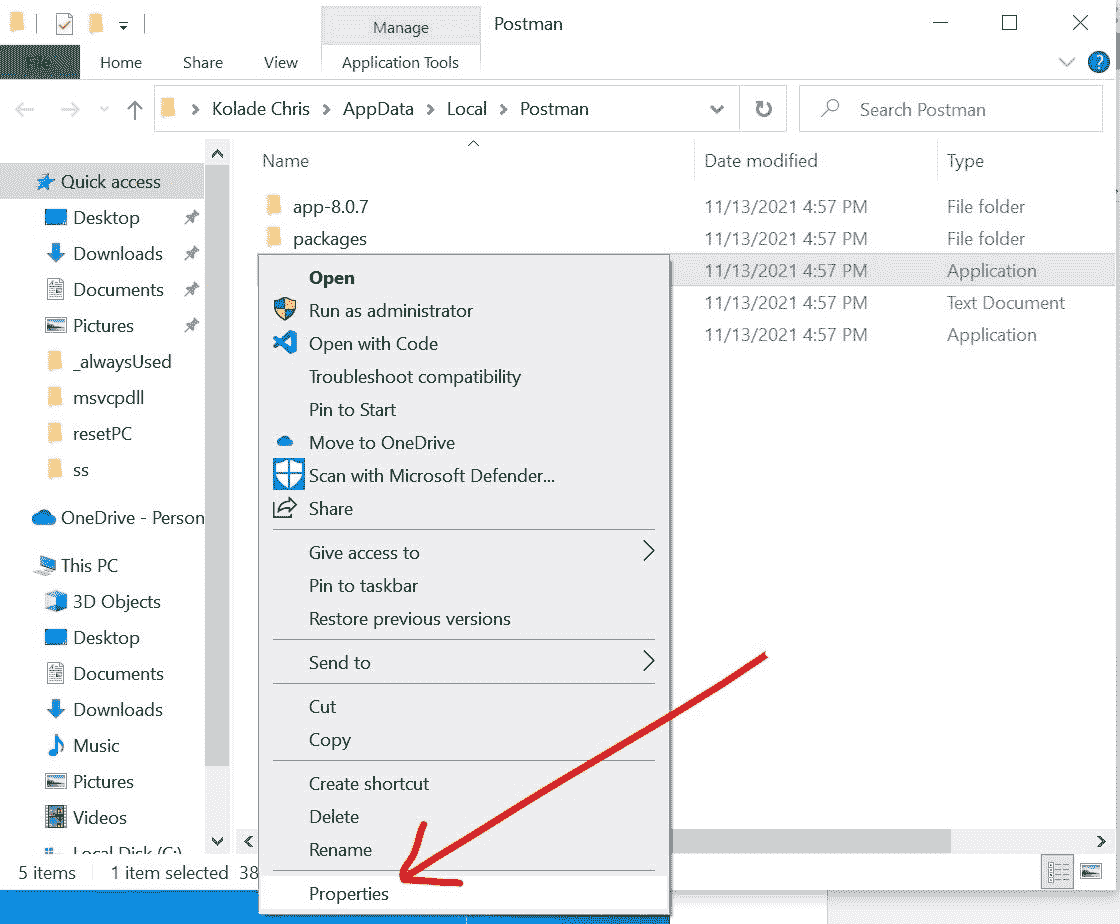 Manage
Postman
File
Home
Share
View
Application Tools
Kolade Chris
AppData
Local
Postman
Search Postman
Name
Date modified
Type
Quick access
Desktop
Downloads
Documents
Pictures
_alwaysUsed
msvcpdll
resetPC
ss
OneDrive - Person
This PC
3D Objects
Desktop
Documents
Downloads
Music
Pictures
Videos
Local Disk (C:)
app-8.0.7 11/13/2021 4:57 PM File folder
packages 11/13/2021 4:57 PM File folder
11/13/2021 4:57 PM Application
11/13/2021 4:57 PM Text Document
11/13/2021 4:57 PM Application
Open
Run as administrator
Open with Code
Troubleshoot compatibility
Pin to Start
Move to OneDrive
Scan with Microsoft Defender...
Share
Give access to
Pin to taskbar
Restore previous versions
Send to
Cut
Copy
Create shortcut
Delete
Rename
Properties
5 items
1 item selected 38